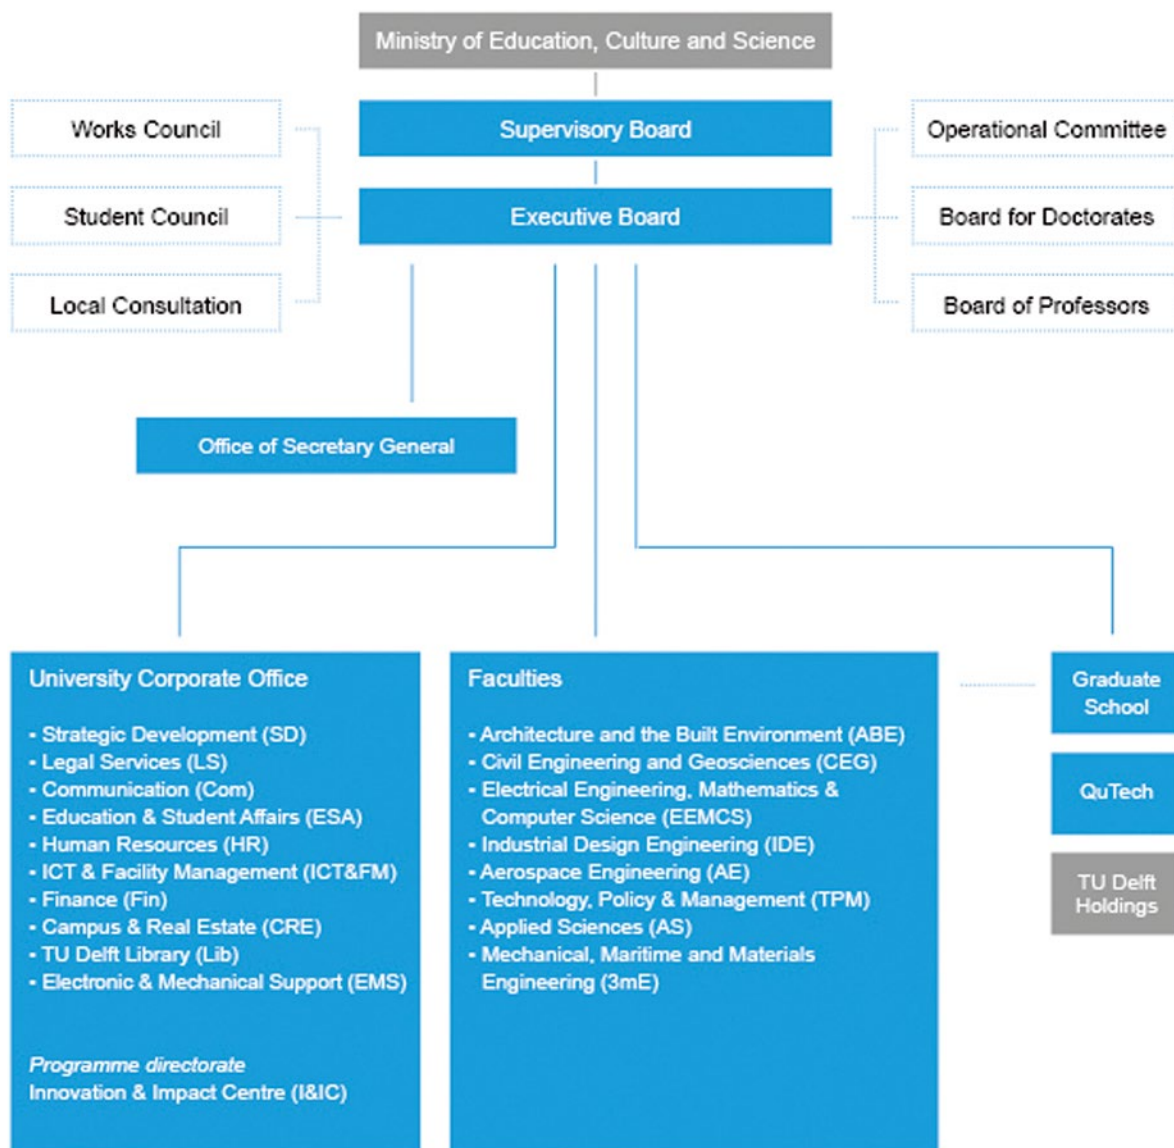 Ministry of Education, Culture and Science
Works Council
Supervisory Board
Operational Committee
Student Council
Executive Board
Board for Doctorates
Local Consultation
Board of Professors
Office of Secretary General
University Corporate Office
- Strategic Development (SD)
- Legal Services (LS)
- Communication (Com)
- Education & Student Affairs (ESA)
- Human Resources (HR)
- ICT & Facility Management (ICT&FM)
- Finance (Fin)
- Campus & Real Estate (CRE)
- TU Delft Library (Lib)
- Electronic & Mechanical Support (EMS)
Programme directorate
Innovation & Impact Centre (I&IC)
Faculties
- Architecture and the Built Environment (ABE)
- Civil Engineering and Geosciences (CEG)
- Electrical Engineering, Mathematics &
Computer Science (EEMCS)
- Industrial Design Engineering (IDE)
- Aerospace Engineering (AE)
- Technology, Policy & Management (TPM)
- Applied Sciences (AS)
- Mechanical, Maritime and Materials
Engineering (3mE)
Graduate
School
QuTech
TU Delft
Holdings